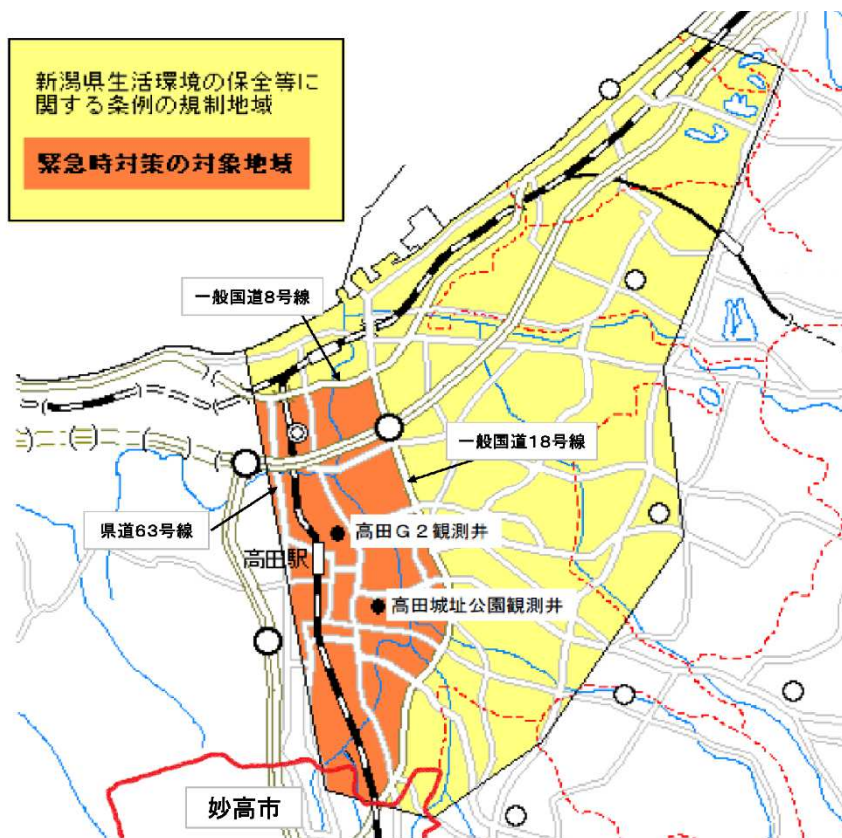 新潟県生活環境の保全等に
関する条例の規制地域
緊急時対策の対象地域
一般国道8号線
一般国道18号線
県道63号線
高田G2観測井
高田駅
高田城址公園観測井
妙高市